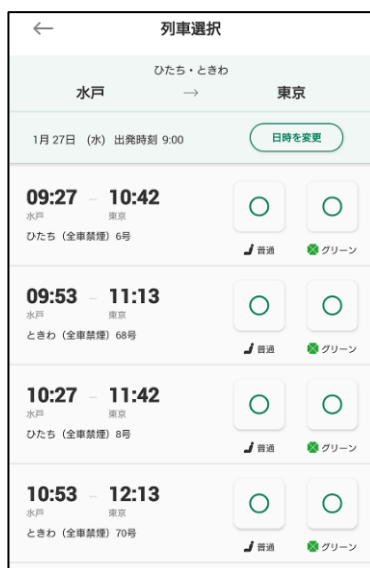 ←
列車選択
ひたち・ときわ
水戸 → 東京
1月27日 (水) 出発時刻 9:00
日時を変更
09:27 - 10:42
水戸 東京
ひたち（全車禁煙）6号
普通 グリーン
09:53 - 11:13
水戸 東京
ときわ（全車禁煙）68号
普通 グリーン
10:27 - 11:42
水戸 東京
ひたち（全車禁煙）8号
普通 グリーン
10:53 - 12:13
水戸 東京
ときわ（全車禁煙）70号
普通 グリーン